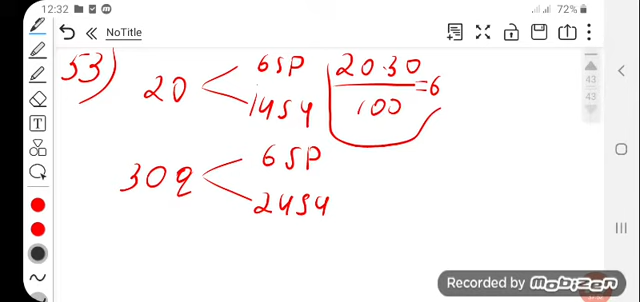 12:32 72%
NoTitle
43
43
53) 20 6SP 20·30/100=6
14S4
30q 6SP
24S4
Recorded by Mobizen